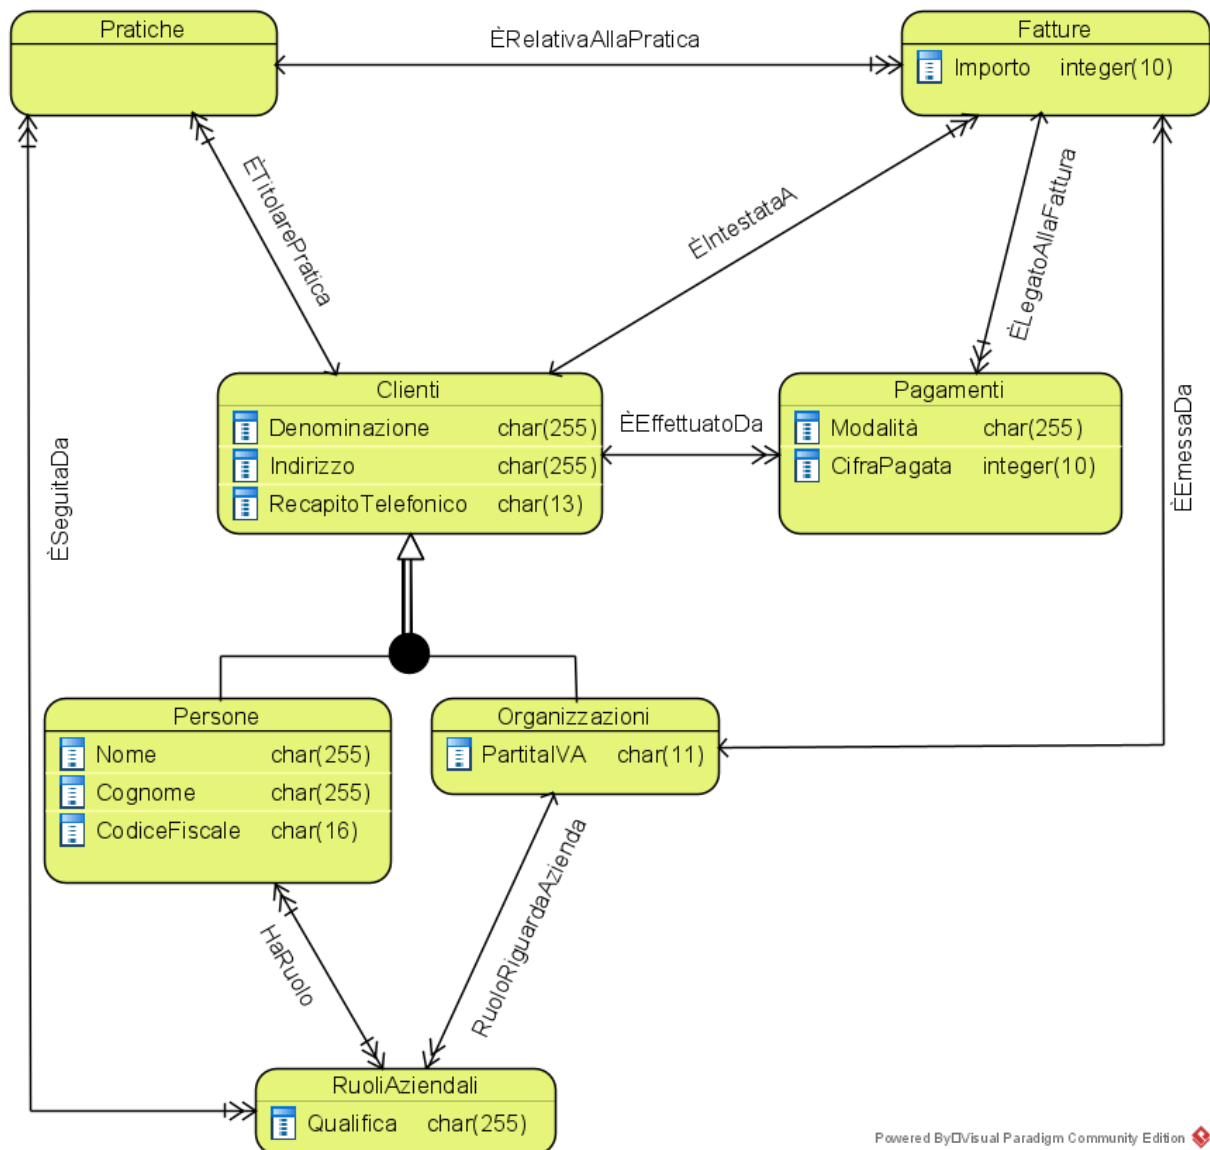 Pratiche
Fatture
ÈRelativaAllaPratica
Importo integer(10)
ÈTitolarePratica
ÈIntestataA
ÈLegatoAllaFattura
Clienti
Denominazione char(255)
Indirizzo char(255)
RecapitoTelefonico char(13)
ÈEffettuatoDa
Pagamenti
Modalità char(255)
CifraPagata integer(10)
ÈEmessaDa
ÈSeguitaDa
Persone
Nome char(255)
Cognome char(255)
CodiceFiscale char(16)
Organizzazioni
PartitaIVA char(11)
HaRuolo
RuoloRiguardaAzienda
RuoliAziendali
Qualifica char(255)
Powered By□Visual Paradigm Community Edition